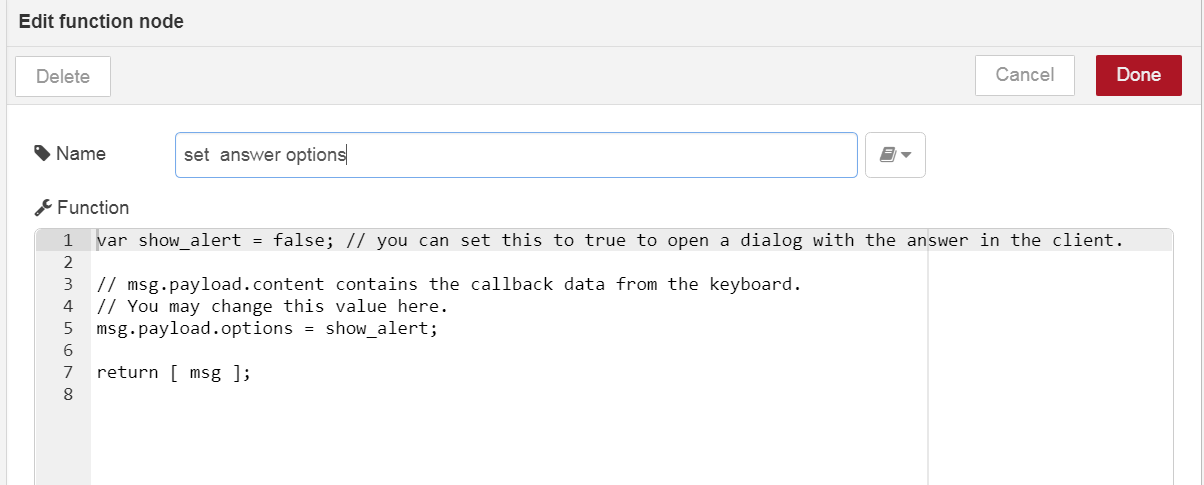 Edit function node
Delete
Cancel
Done
Name
set  answer options
Function
1 var show_alert = false; // you can set this to true to open a dialog with the answer in the client.
2
3 // msg.payload.content contains the callback data from the keyboard.
4 // You may change this value here.
5 msg.payload.options = show_alert;
6
7 return [ msg ];
8